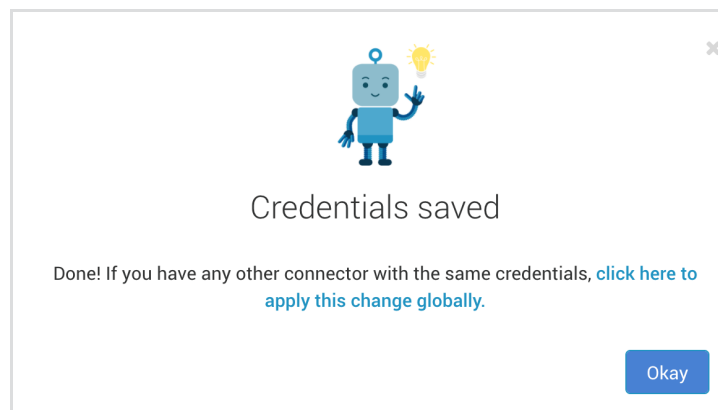 Credentials saved
Done! If you have any other connector with the same credentials, click here to
apply this change globally.
Okay